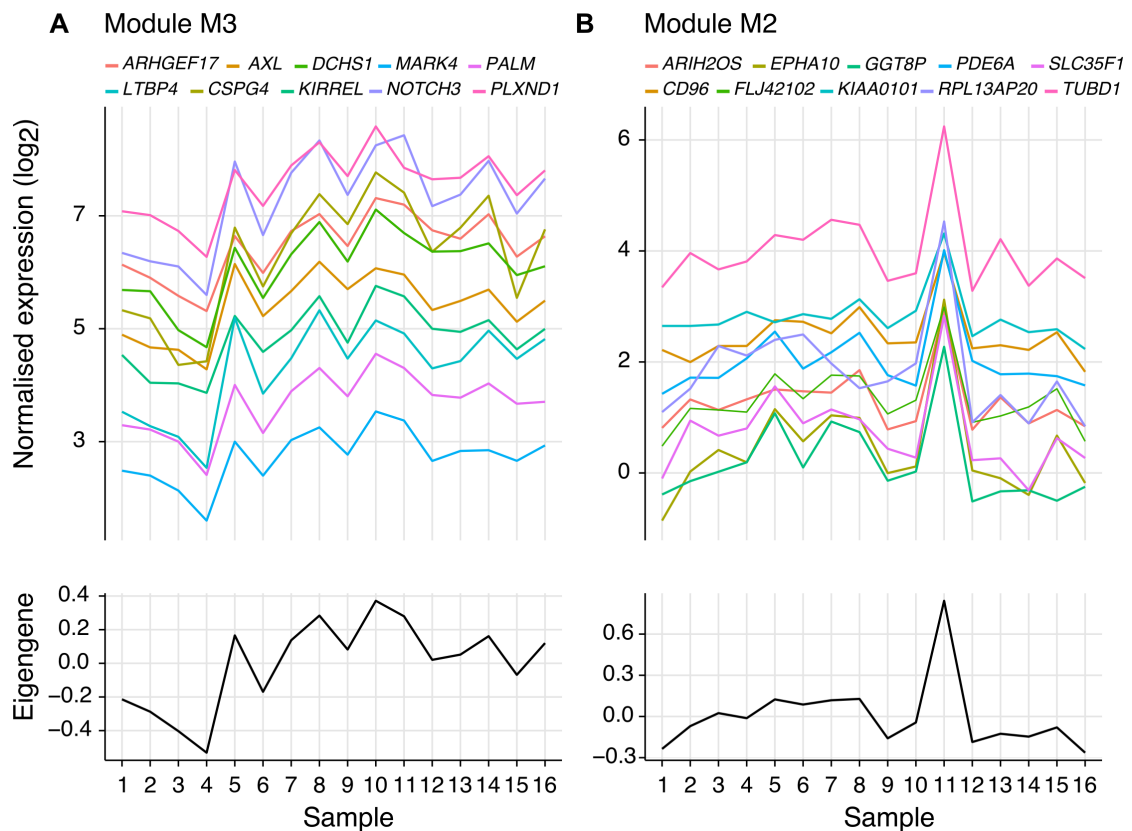 A Module M3
ARHGEF17 AXL DCHS1 MARK4 PALM
LTBP4 CSPG4 KIRREL NOTCH3 PLXND1
Normalised expression (log2)
7
5
3
Eigengene
0.4
0.2
0.0
−0.2
−0.4
1 2 3 4 5 6 7 8 9 10 11 12 13 14 15 16
Sample
B Module M2
ARIH2OS EPHA10 GGT8P PDE6A SLC35F1
CD96 FLJ42102 KIAA0101 RPL13AP20 TUBD1
6
4
2
0
0.6
0.3
0.0
−0.3
1 2 3 4 5 6 7 8 9 10 11 12 13 14 15 16
Sample